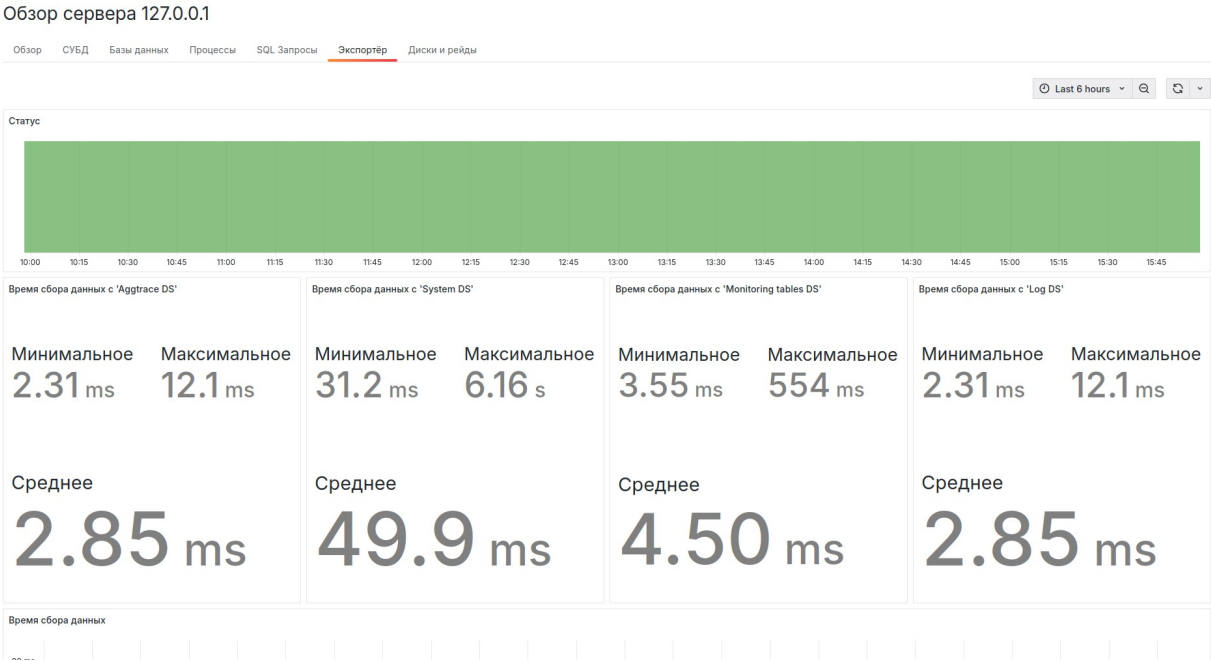 Обзор сервера 127.0.0.1
Обзор СУБД Базы данных Процессы SQL Запросы Экспортёр Диски и рейды
Last 6 hours
Статус
10:00 10:15 10:30 10:45 11:00 11:15 11:30 11:45 12:00 12:15 12:30 12:45 13:00 13:15 13:30 13:45 14:00 14:15 14:30 14:45 15:00 15:15 15:30 15:45
Время сбора данных с 'Aggtrace DS' Время сбора данных с 'System DS' Время сбора данных с 'Monitoring tables DS' Время сбора данных с 'Log DS'
Минимальное Максимальное Минимальное Максимальное Минимальное Максимальное Минимальное Максимальное
2.31 ms 12.1 ms 31.2 ms 6.16 s 3.55 ms 554 ms 2.31 ms 12.1 ms
Среднее Среднее Среднее Среднее
2.85 ms 49.9 ms 4.50 ms 2.85 ms
Время сбора данных